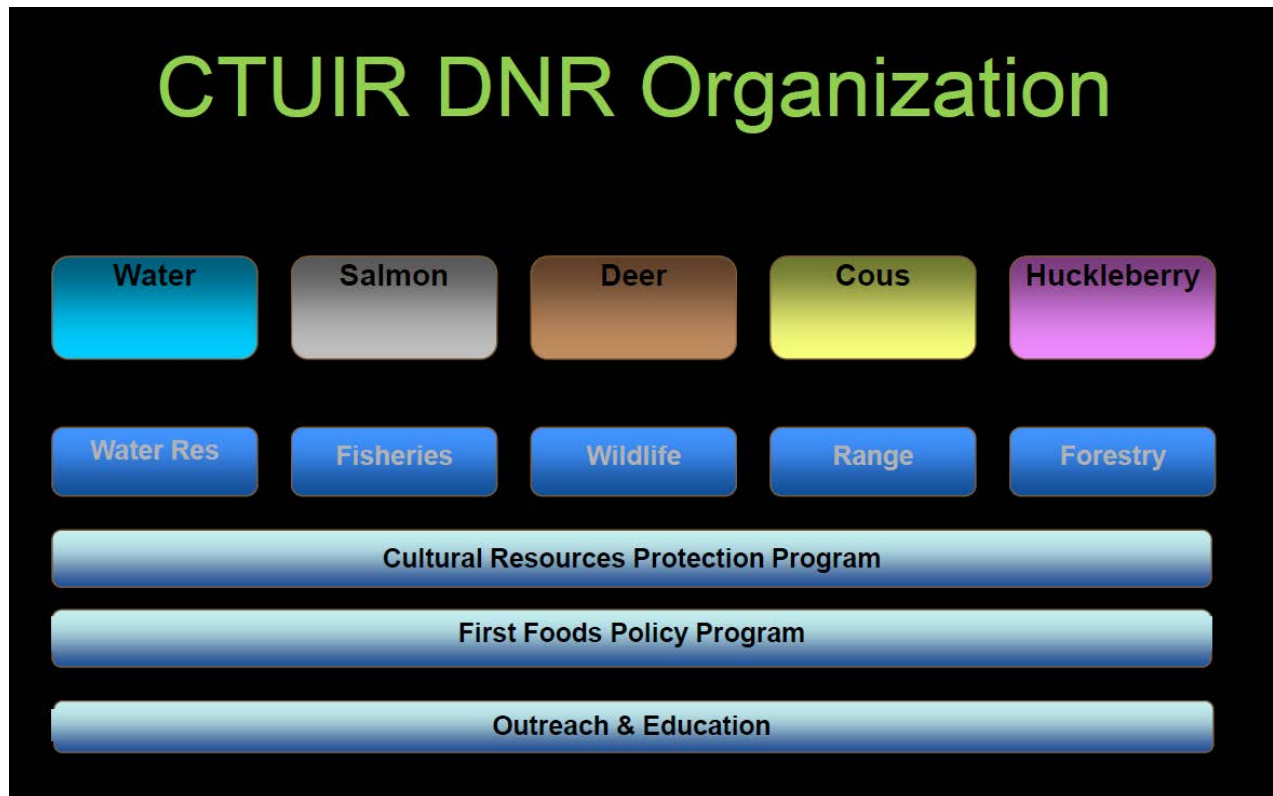 CTUIR DNR Organization
Water
Salmon
Deer
Cous
Huckleberry
Water Res
Fisheries
Wildlife
Range
Forestry
Cultural Resources Protection Program
First Foods Policy Program
Outreach & Education